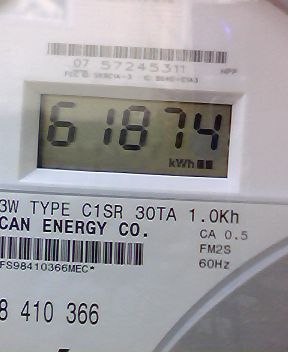 07 57245311
61874
kWh
3W TYPE C1SR 30TA 1.0Kh
CAN ENERGY CO.
CA 0.5
FM2S
60Hz
FS98410366MEC*
8 410 366